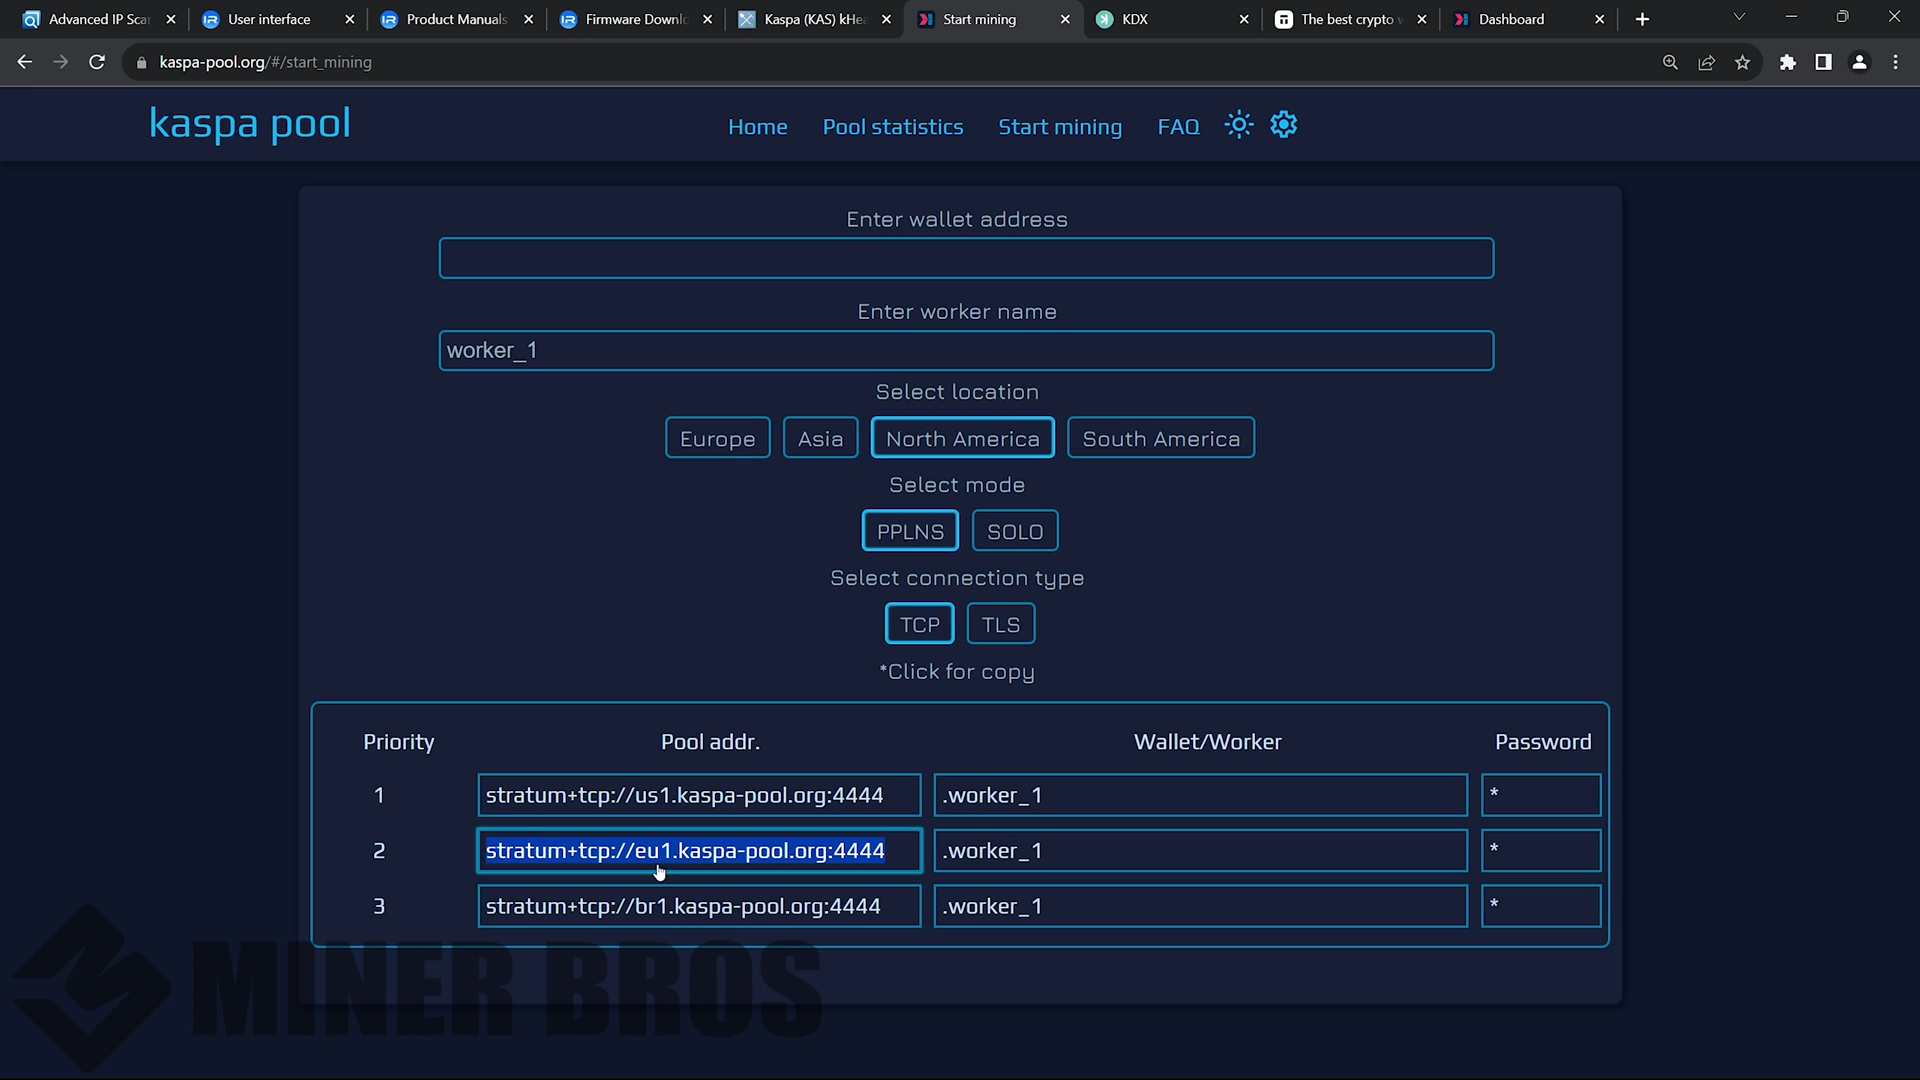 Advanced IP Scar
User interface
Product Manuals
Firmware Downlo
Kaspa (KAS) kHea
Start mining
KDX
The best crypto v
Dashboard
kaspa-pool.org/#/start_mining
kaspa pool
Home
Pool statistics
Start mining
FAQ
Enter wallet address
Enter worker name
worker_1
Select location
Europe
Asia
North America
South America
Select mode
PPLNS
SOLO
Select connection type
TCP
TLS
*Click for copy
Priority
Pool addr.
Wallet/Worker
Password
1
stratum+tcp://us1.kaspa-pool.org:4444
.worker_1
*
2
stratum+tcp://eu1.kaspa-pool.org:4444
.worker_1
*
3
stratum+tcp://br1.kaspa-pool.org:4444
.worker_1
*
MINER BROS